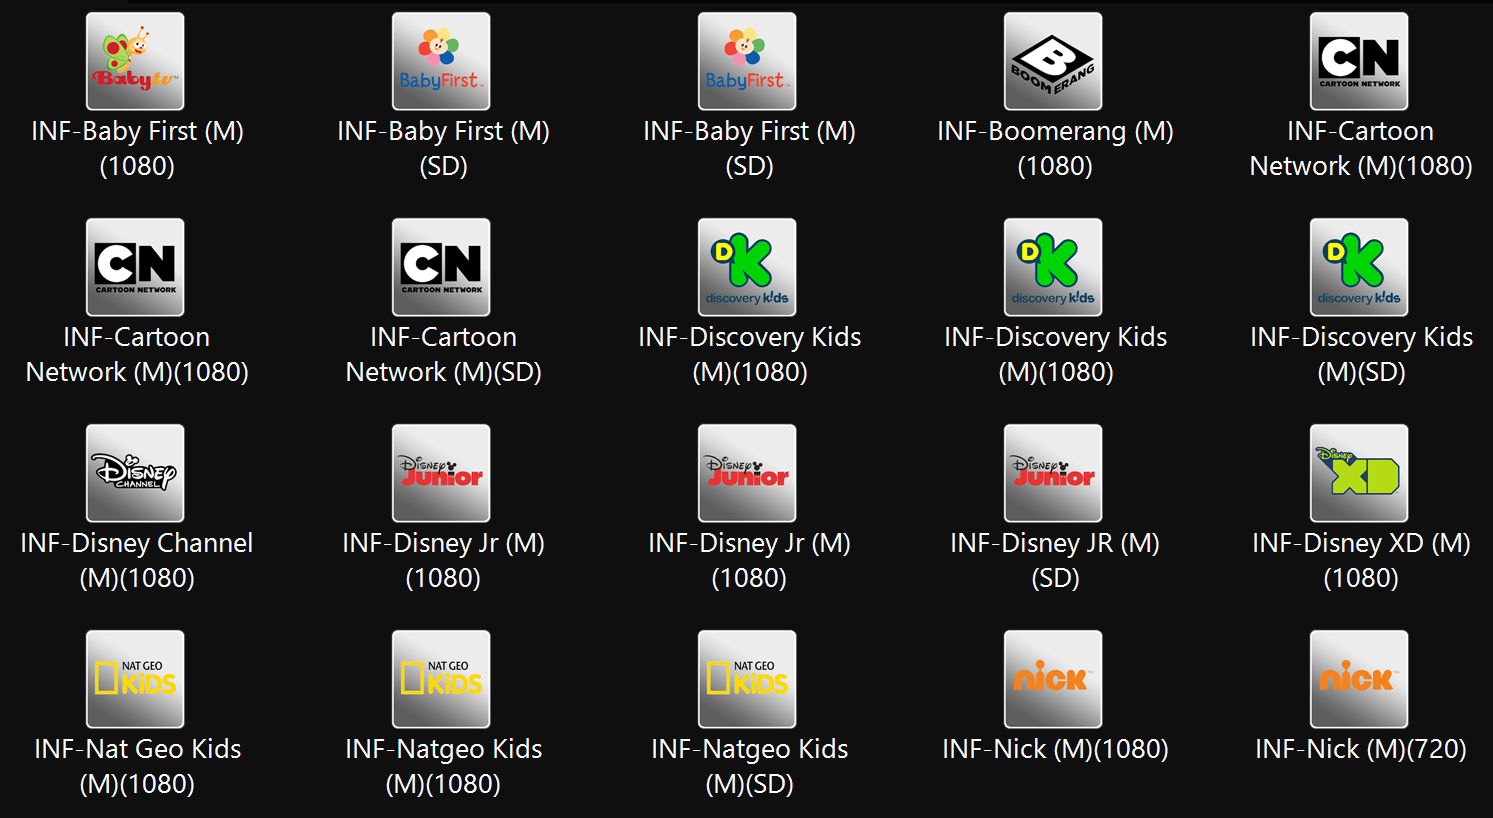 Babytv™
BabyFirst™
BabyFirst™
BOOMERANG
CN
CARTOON NETWORK
INF-Baby First (M)
(1080)
INF-Baby First (M)
(SD)
INF-Baby First (M)
(SD)
INF-Boomerang (M)
(1080)
INF-Cartoon
Network (M)(1080)
CN
CARTOON NETWORK
CN
CARTOON NETWORK
DK
discovery kids
DK
discovery kids
DK
discovery kids
INF-Cartoon
Network (M)(1080)
INF-Cartoon
Network (M)(SD)
INF-Discovery Kids
(M)(1080)
INF-Discovery Kids
(M)(1080)
INF-Discovery Kids
(M)(SD)
Disney
CHANNEL
Disney
Junior
Disney
Junior
Disney
Junior
Disney
XD
INF-Disney Channel
(M)(1080)
INF-Disney Jr (M)
(1080)
INF-Disney Jr (M)
(1080)
INF-Disney JR (M)
(SD)
INF-Disney XD (M)
(1080)
NAT GEO
KiDS
NAT GEO
KiDS
NAT GEO
KiDS
nick™
nick™
INF-Nat Geo Kids
(M)(1080)
INF-Natgeo Kids
(M)(1080)
INF-Natgeo Kids
(M)(SD)
INF-Nick (M)(1080)
INF-Nick (M)(720)